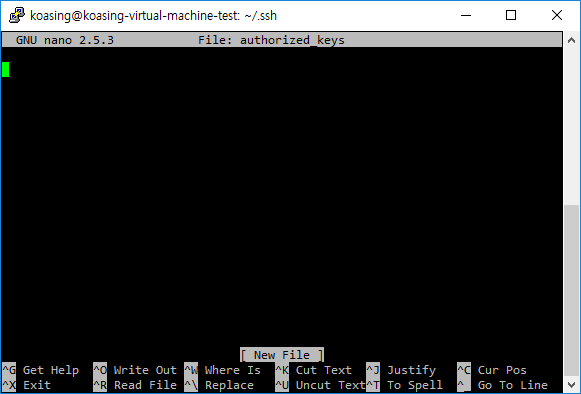 koasing@koasing-virtual-machine-test: ~/.ssh
GNU nano 2.5.3 File: authorized_keys
[ New File ]
^G Get Help ^O Write Out ^W Where Is ^K Cut Text ^J Justify ^C Cur Pos
^X Exit ^R Read File ^\ Replace ^U Uncut Text ^T To Spell ^_ Go To Line